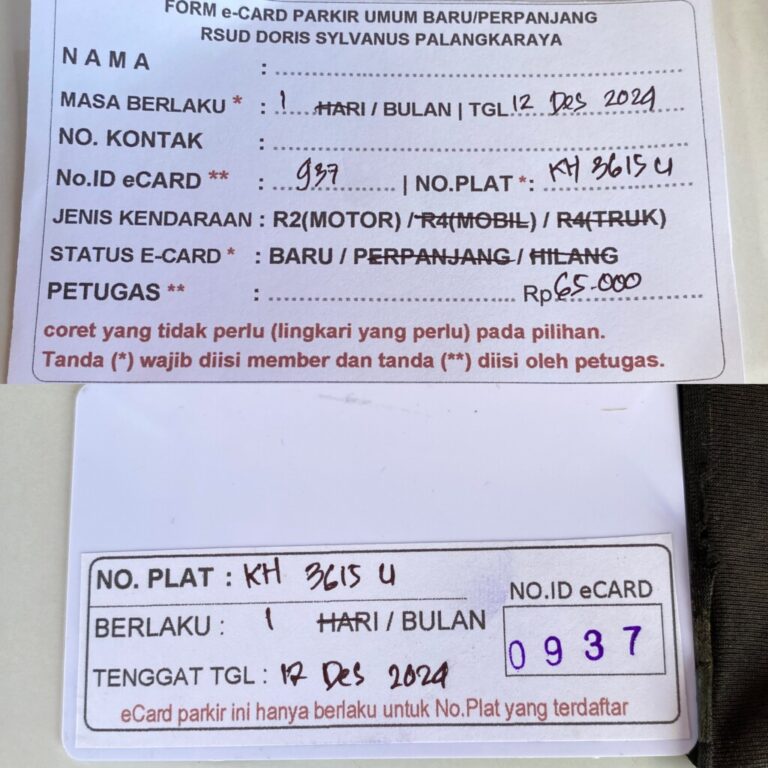 FORM e-CARD PARKIR UMUM BARU/PERPANJANG
RSUD DORIS SYLVANUS PALANGKARAYA
NAMA :
MASA BERLAKU * : 1 HARI / BULAN | TGL. 12 Des 2024
NO. KONTAK :
No.ID eCARD ** : 937 | NO.PLAT *: KH 3615 U
JENIS KENDARAAN : R2(MOTOR) / R4(MOBIL) / R4(TRUK)
STATUS E-CARD * : BARU / PERPANJANG / HILANG
PETUGAS ** : Rp 65.000
coret yang tidak perlu (lingkari yang perlu) pada pilihan.
Tanda (*) wajib diisi member dan tanda (**) diisi oleh petugas.
NO. PLAT : KH 3615 U
NO.ID eCARD
BERLAKU : 1 HARI / BULAN
0937
TENGGAT TGL : 12 Des 2024
eCard parkir ini hanya berlaku untuk No.Plat yang terdaftar